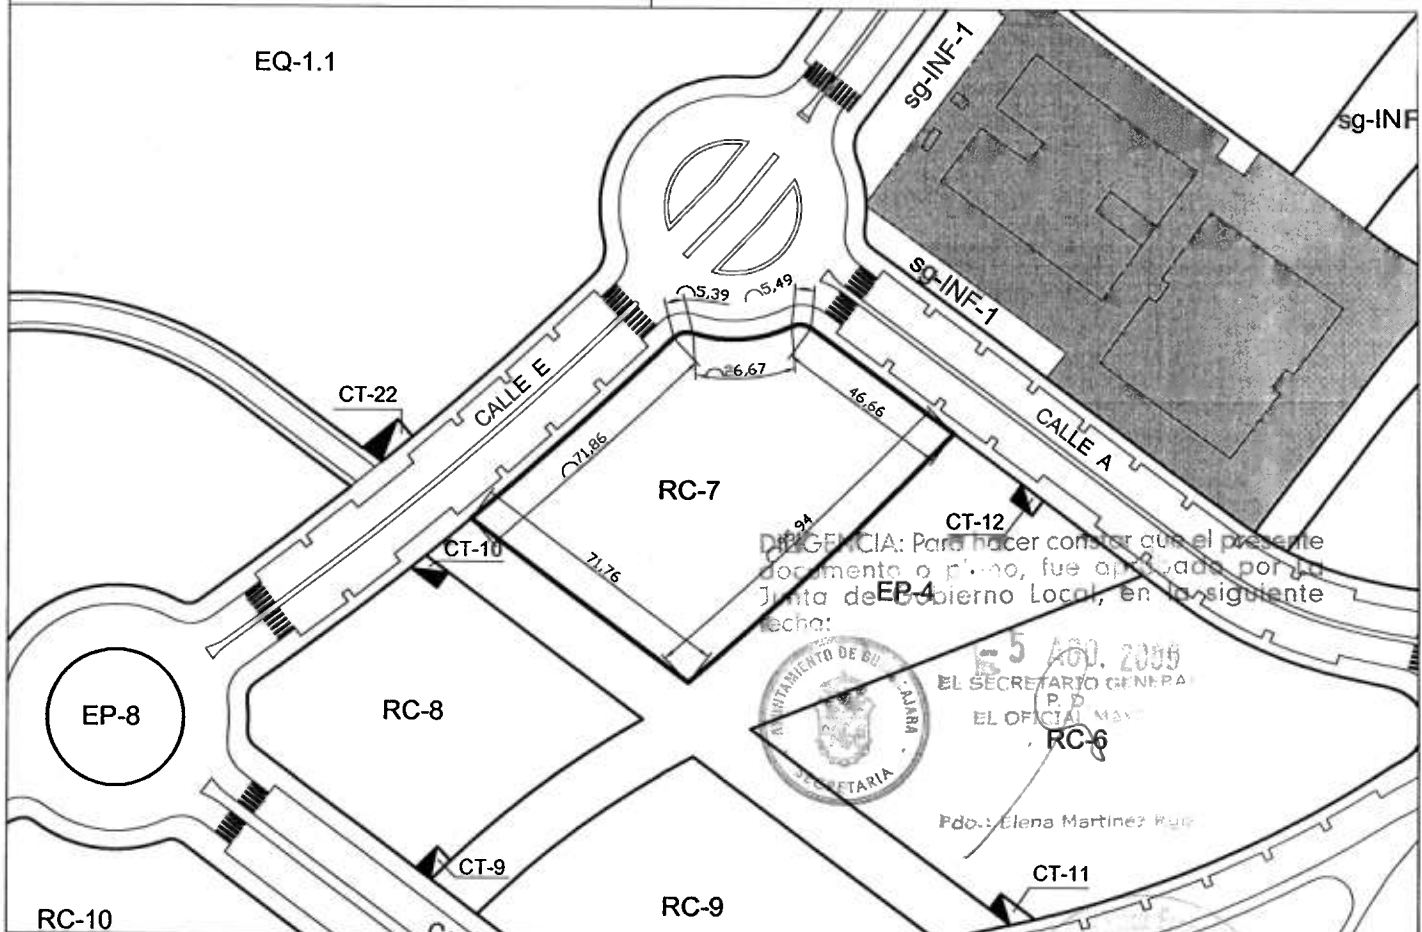 EQ-1.1
sg-INF-1
sg-INF
sg-INF-1
5,39
5,49
26,67
CALLE E
CT-22
46,66
CALLE A
71,86
RC-7
CT-12
CT-10
71,76
94
DILIGENCIA: Para hacer constar que el presente
documento o plano, fue aprobado por La
Junta de Gobierno Local, en la siguiente
fecha:
EP-4
5 AGO.
EL SECRETARIO GENERAL
P. D.
EL OFICIAL
AYUNTAMIENTO DE
SECRETARIA
EP-8
RC-8
RC-6
Fdo.: Elena Martínez
CT-9
CT-11
RC-10
RC-9